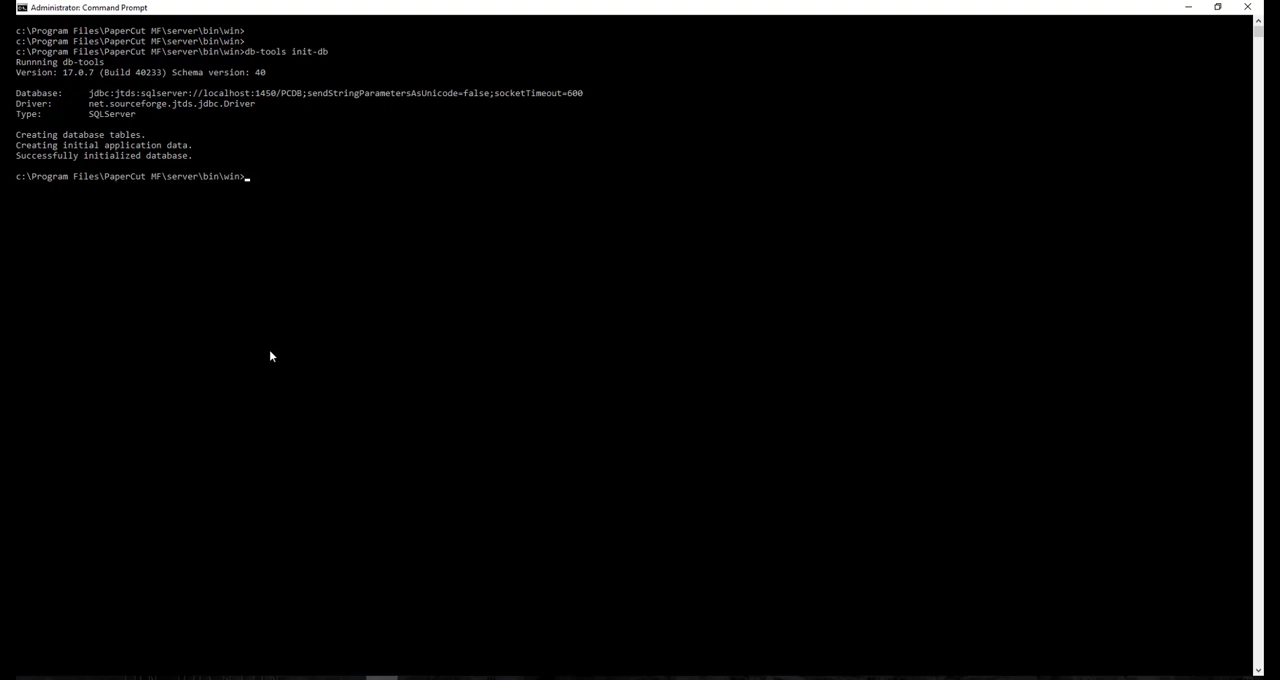 Administrator: Command Prompt
c:\Program Files\PaperCut MF\server\bin\win>
c:\Program Files\PaperCut MF\server\bin\win>
c:\Program Files\PaperCut MF\server\bin\win>db-tools init-db
Runnning db-tools
Version: 17.0.7 (Build 40233) Schema version: 40
Database: jdbc:jtds:sqlserver://localhost:1450/PCDB;sendStringParametersAsUnicode=false;socketTimeout=600
Driver: net.sourceforge.jtds.jdbc.Driver
Type: SQLServer
Creating database tables.
Creating initial application data.
Successfully initialized database.
c:\Program Files\PaperCut MF\server\bin\win>